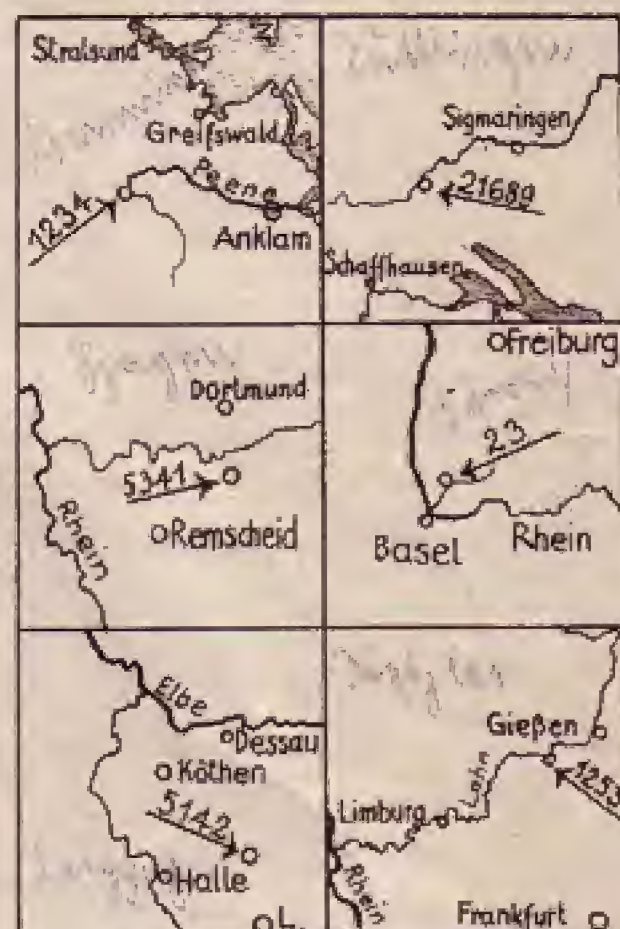 Stralsund
Greifswald
Peene
1234
Anklam
Sigmaringen
21689
Schaffhausen
Dortmund
5341
Rhein
Remscheid
Freiburg
23
Basel
Rhein
Elbe
Dessau
Köthen
5142
Halle
L.
Gießen
1253
Lahn
Limburg
Rhein
Frankfurt